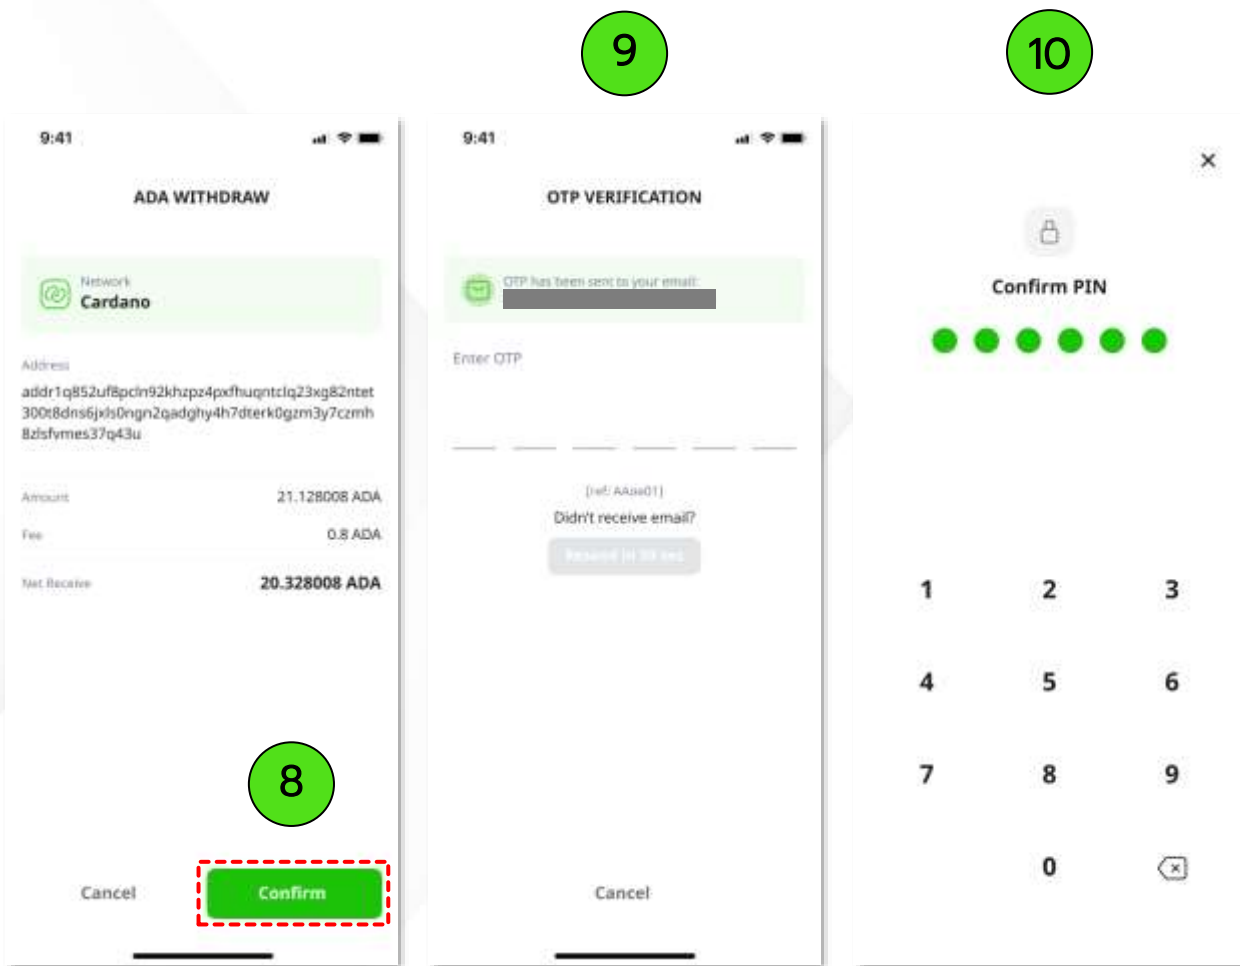 9
10
9:41
ADA WITHDRAW
Network
Cardano
Address
addr1q852uf8pcln92khzpz4pxfhuqntclq23xg82ntet
300t8dns6jxls0ngn2qadghy4h7dterk0gzm3y7czmh
8zlsfvmes37q43u
Amount
21.128008 ADA
Fee
0.8 ADA
Net Receive
20.328008 ADA
8
Cancel
Confirm
9:41
OTP VERIFICATION
OTP has been sent to your email:
Enter OTP
Didn't receive email?
Cancel
Confirm PIN
1
2
3
4
5
6
7
8
9
0